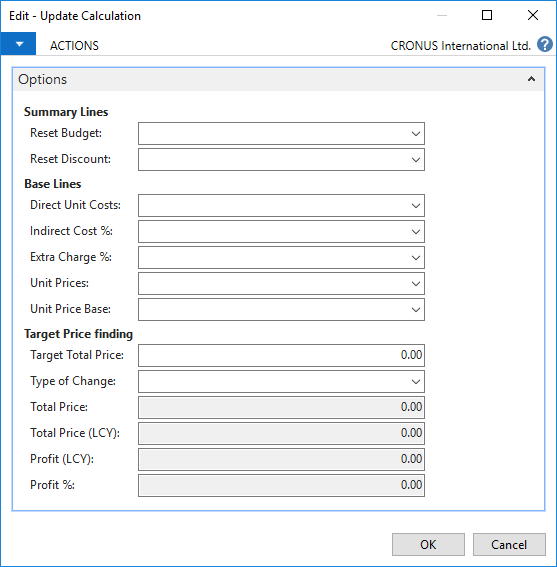 Edit - Update Calculation
ACTIONS
CRONUS International Ltd. ?
Options
Summary Lines
Reset Budget:
Reset Discount:
Base Lines
Direct Unit Costs:
Indirect Cost %:
Extra Charge %:
Unit Prices:
Unit Price Base:
Target Price finding
Target Total Price: 0.00
Type of Change:
Total Price: 0.00
Total Price (LCY): 0.00
Profit (LCY): 0.00
Profit %: 0.00
OK Cancel